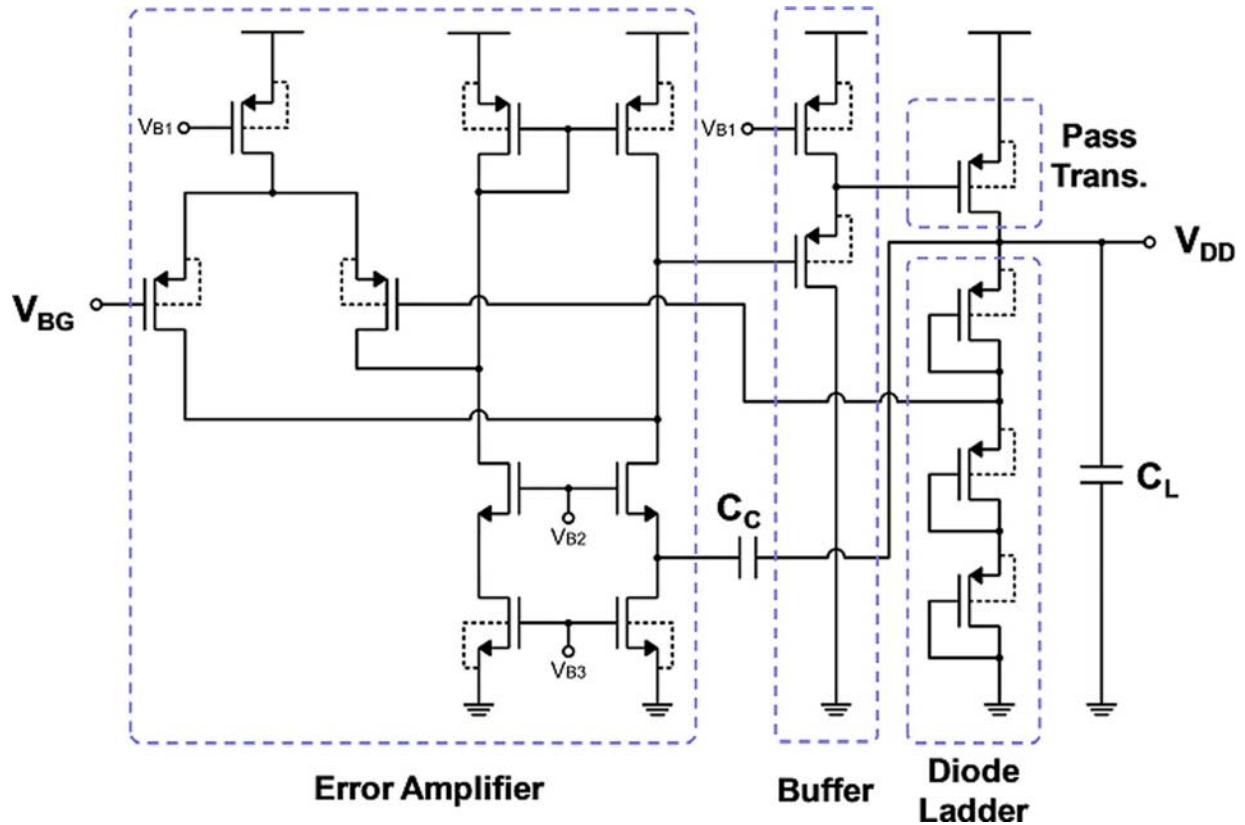 VB1
VB1
Pass
Trans.
VDD
VBG
VB2
CC
CL
VB3
Error Amplifier
Buffer
Diode
Ladder